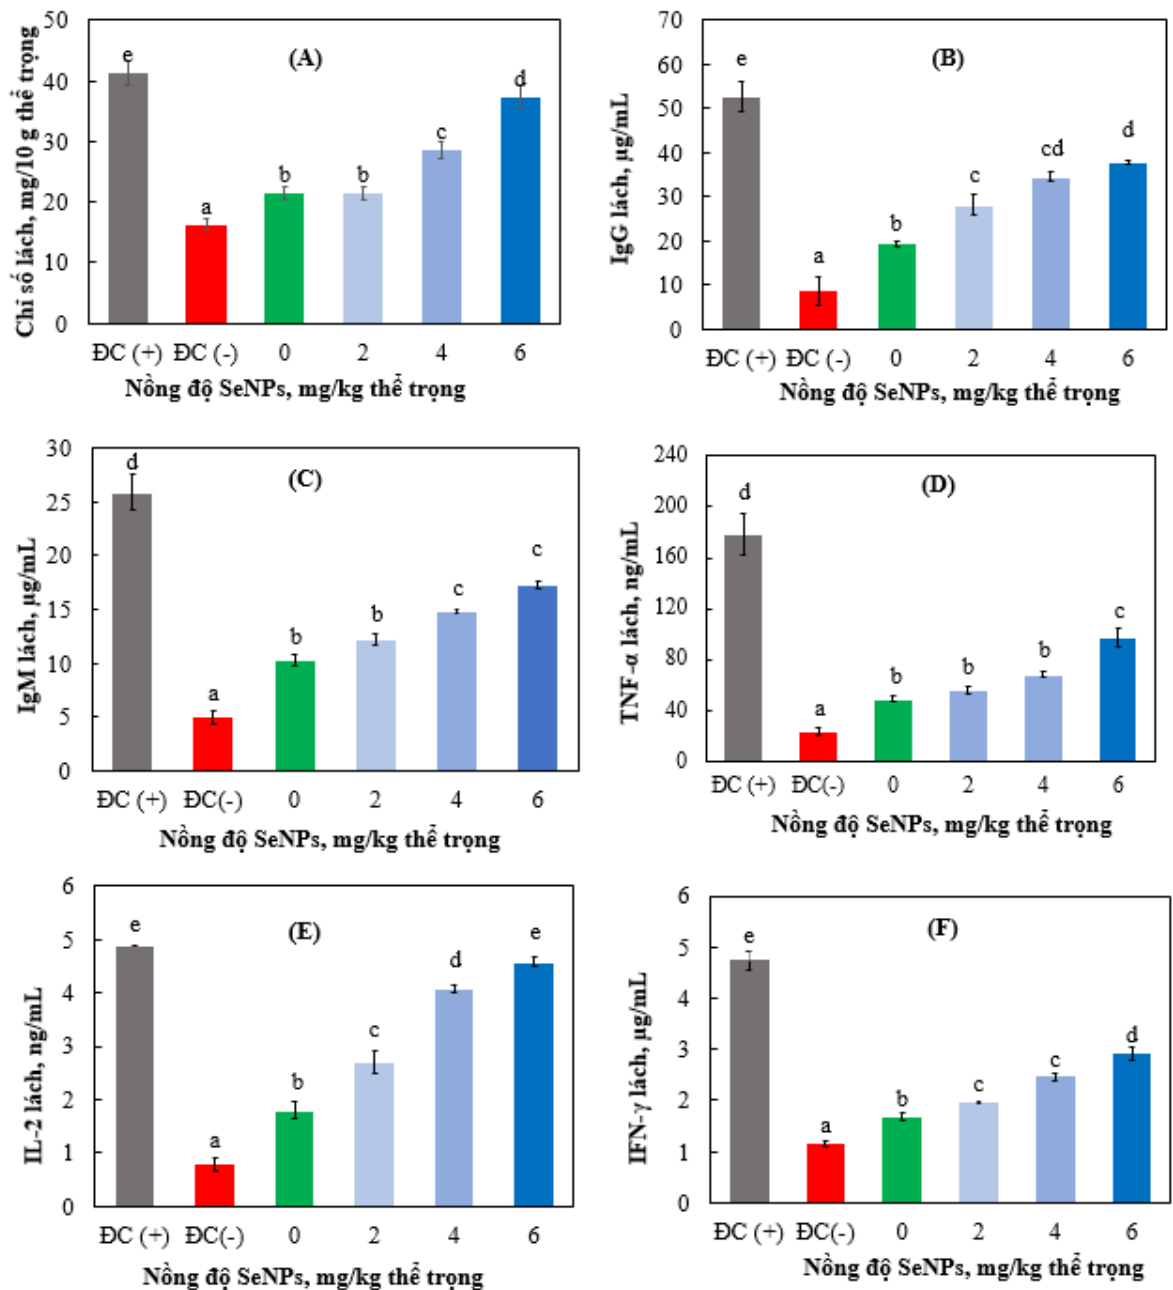 Chỉ số lách, mg/10 g thể trọng
50
40
30
20
10
0
(A)
e
a
b
b
c
d
ĐC (+) ĐC (-) 0 2 4 6
Nồng độ SeNPs, mg/kg thể trọng
IgG lách, µg/mL
70
60
50
40
30
20
10
0
(B)
e
a
b
c
cd
d
ĐC (+) ĐC (-) 0 2 4 6
Nồng độ SeNPs, mg/kg thể trọng
IgM lách, µg/mL
30
25
20
15
10
5
0
(C)
d
a
b
b
c
c
ĐC (+) ĐC(-) 0 2 4 6
Nồng độ SeNPs, mg/kg thể trọng
TNF-α lách, ng/mL
240
200
160
120
80
40
0
(D)
d
a
b
b
b
c
ĐC (+) ĐC(-) 0 2 4 6
Nồng độ SeNPs, mg/kg thể trọng
IL-2 lách, ng/mL
6
5
4
3
2
1
0
(E)
e
a
b
c
d
e
ĐC (+) ĐC(-) 0 2 4 6
Nồng độ SeNPs, mg/kg thể trọng
IFN-γ lách, µg/mL
6
5
4
3
2
1
0
(F)
e
a
b
c
c
d
ĐC (+) ĐC(-) 0 2 4 6
Nồng độ SeNPs, mg/kg thể trọng